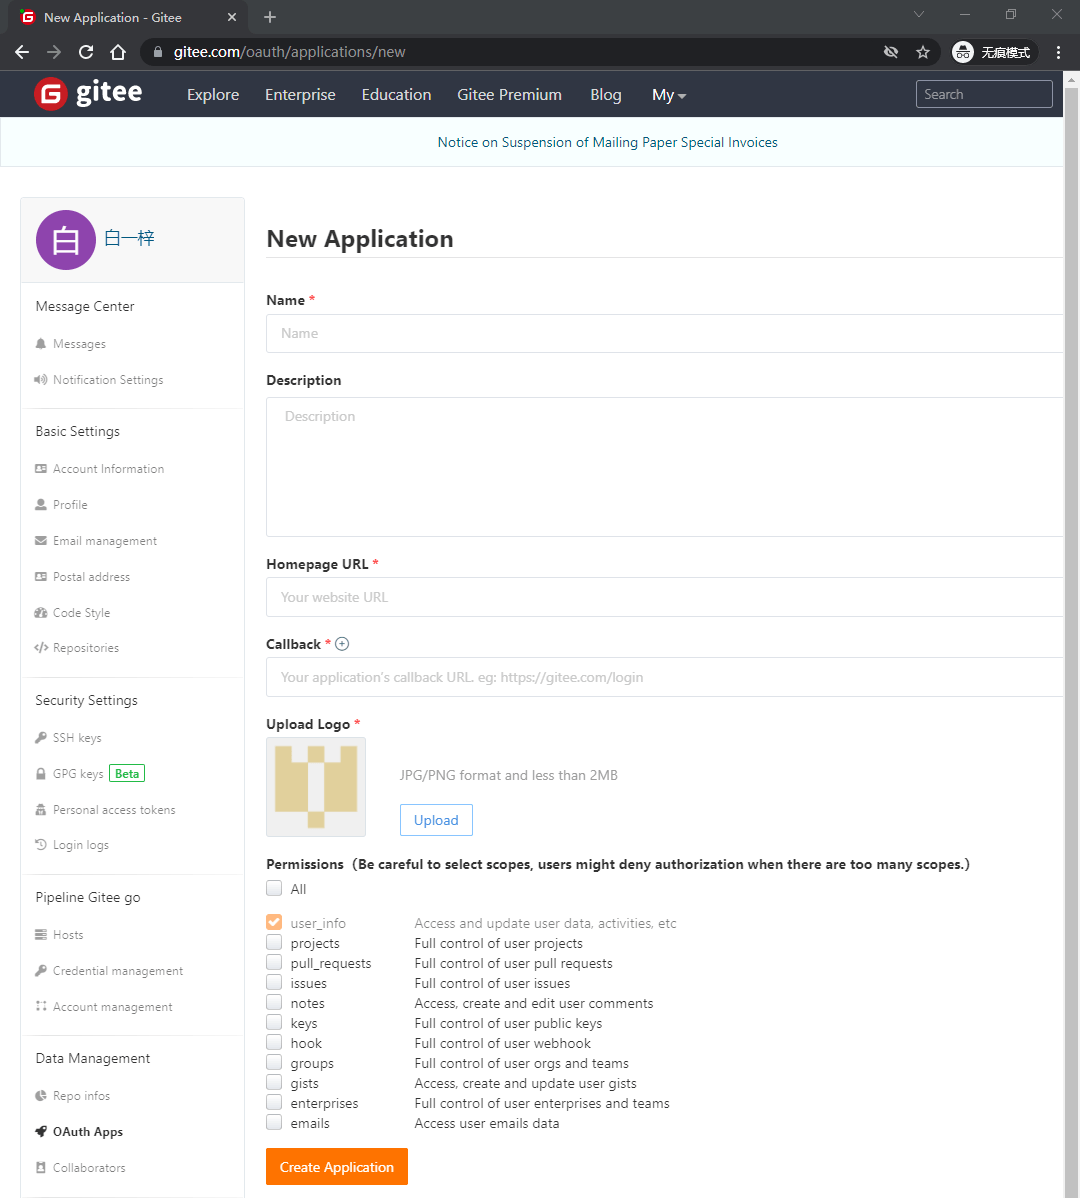 New Application - Gitee
gitee.com/oauth/applications/new
无痕模式
gitee
Explore
Enterprise
Education
Gitee Premium
Blog
My
Search
Notice on Suspension of Mailing Paper Special Invoices
白
白一梓
Message Center
Messages
Notification Settings
Basic Settings
Account Information
Profile
Email management
Postal address
Code Style
Repositories
Security Settings
SSH keys
GPG keys Beta
Personal access tokens
Login logs
Pipeline Gitee go
Hosts
Credential management
Account management
Data Management
Repo infos
OAuth Apps
Collaborators
New Application
Name *
Name
Description
Description
Homepage URL *
Your website URL
Callback *
Your application's callback URL. eg: https://gitee.com/login
Upload Logo *
JPG/PNG format and less than 2MB
Upload
Permissions（Be careful to select scopes, users might deny authorization when there are too many scopes.）
All
user_info Access and update user data, activities, etc
projects Full control of user projects
pull_requests Full control of user pull requests
issues Full control of user issues
notes Access, create and edit user comments
keys Full control of user public keys
hook Full control of user webhook
groups Full control of user orgs and teams
gists Access, create and update user gists
enterprises Full control of user enterprises and teams
emails Access user emails data
Create Application